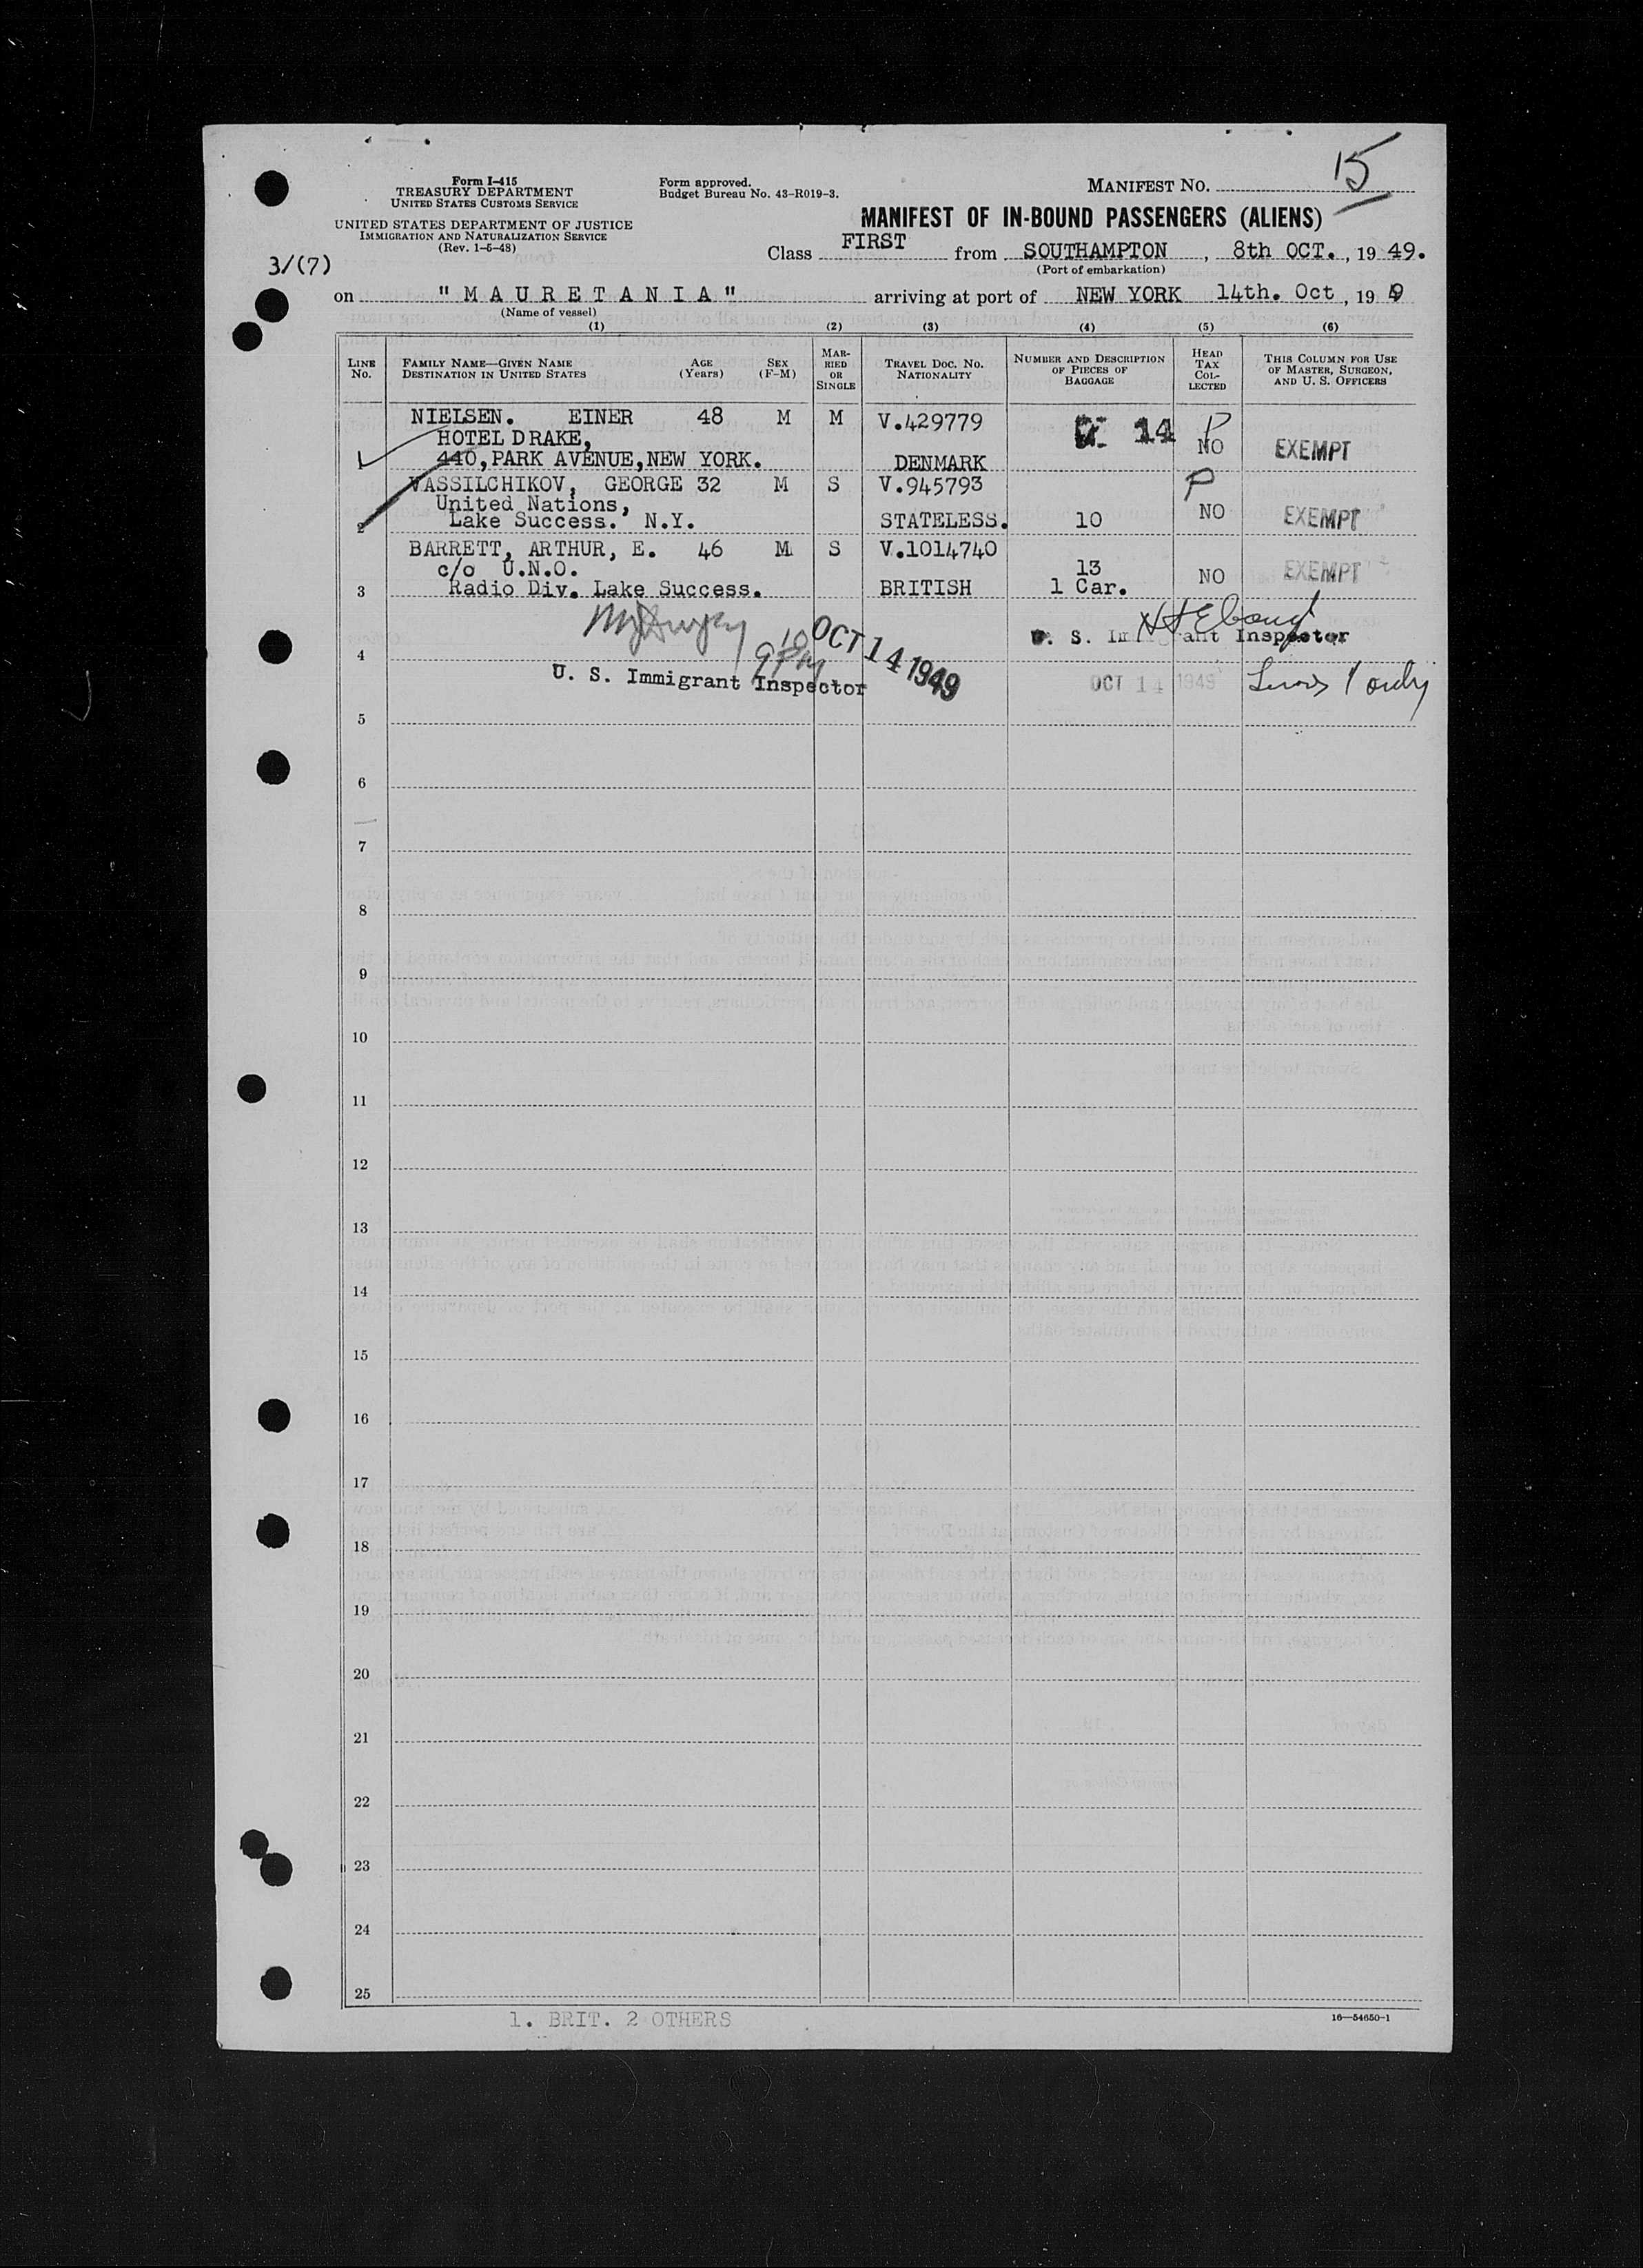 15
Form I-415
TREASURY DEPARTMENT
UNITED STATES CUSTOMS SERVICE
UNITED STATES DEPARTMENT OF JUSTICE
IMMIGRATION AND NATURALIZATION SERVICE
(Rev. 1-5-48)
Form approved.
Budget Bureau No. 43-R019-3.
MANIFEST NO.
MANIFEST OF IN-BOUND PASSENGERS (ALIENS)
3/(7)
Class FIRST from SOUTHAMPTON, 8th OCT., 19 49.
(Port of embarkation)
on "MAURETANIA" arriving at port of NEW YORK 14th. Oct, 19 49
(Name of vessel)
(1) (2) (3) (4) (5) (6)
LINE No. FAMILY NAME—GIVEN NAME DESTINATION IN UNITED STATES AGE (Years) SEX (F-M) MARRIED OR SINGLE TRAVEL DOC. NO. NATIONALITY NUMBER AND DESCRIPTION OF PIECES OF BAGGAGE HEAD TAX COLLECTED THIS COLUMN FOR USE OF MASTER, SURGEON, AND U. S. OFFICERS
NIELSEN. EINER 48 M M V.429779 14 P
HOTEL DRAKE, NO EXEMPT
440, PARK AVENUE, NEW YORK. DENMARK
VASSILCHIKOV, GEORGE 32 M S V.945793 P
United Nations, NO EXEMPT
2 Lake Success. N.Y. STATELESS. 10
BARRETT, ARTHUR, E. 46 M S V.1014740
c/o U.N.O. 13 NO EXEMPT
3 Radio Div. Lake Success. BRITISH 1 Car.
OCT 14 1949
U. S. Immigrant Inspector
4
U. S. Immigrant Inspector
OCT 14 1949
5
6
7
8
9
10
11
12
13
14
15
16
17
18
19
20
21
22
23
24
25
1. BRIT. 2 OTHERS
16—54650-1